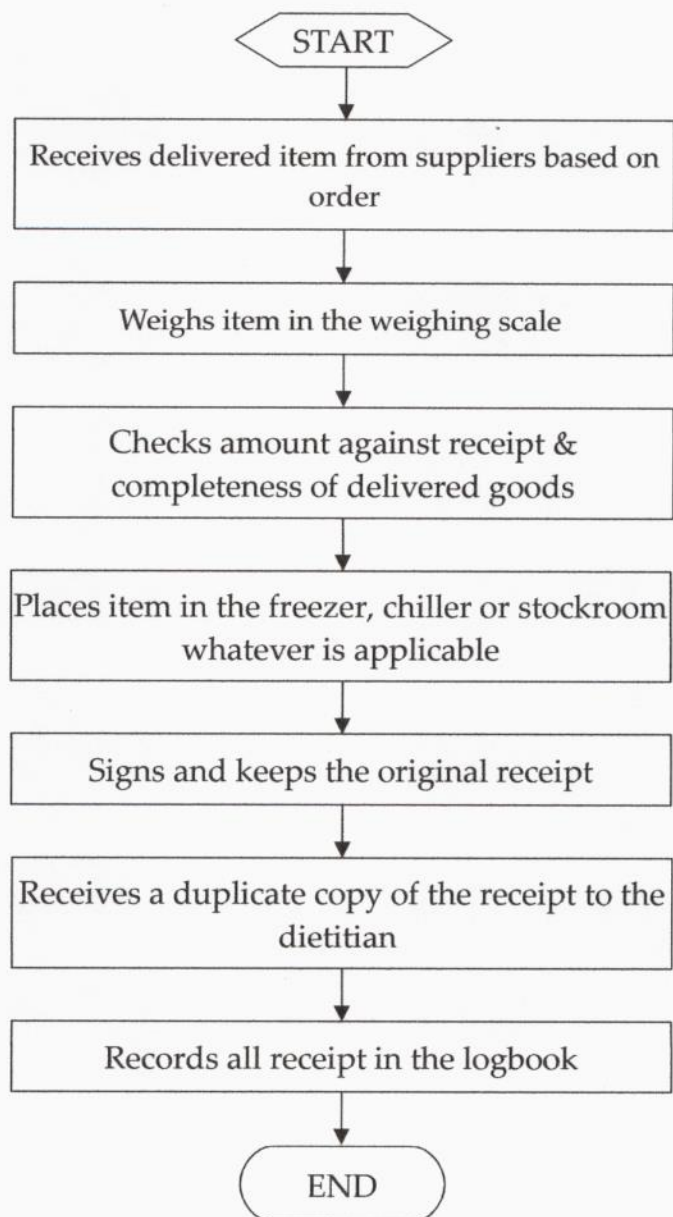 START
Receives delivered item from suppliers based on
order
Weighs item in the weighing scale
Checks amount against receipt &
completeness of delivered goods
Places item in the freezer, chiller or stockroom
whatever is applicable
Signs and keeps the original receipt
Receives a duplicate copy of the receipt to the
dietitian
Records all receipt in the logbook
END